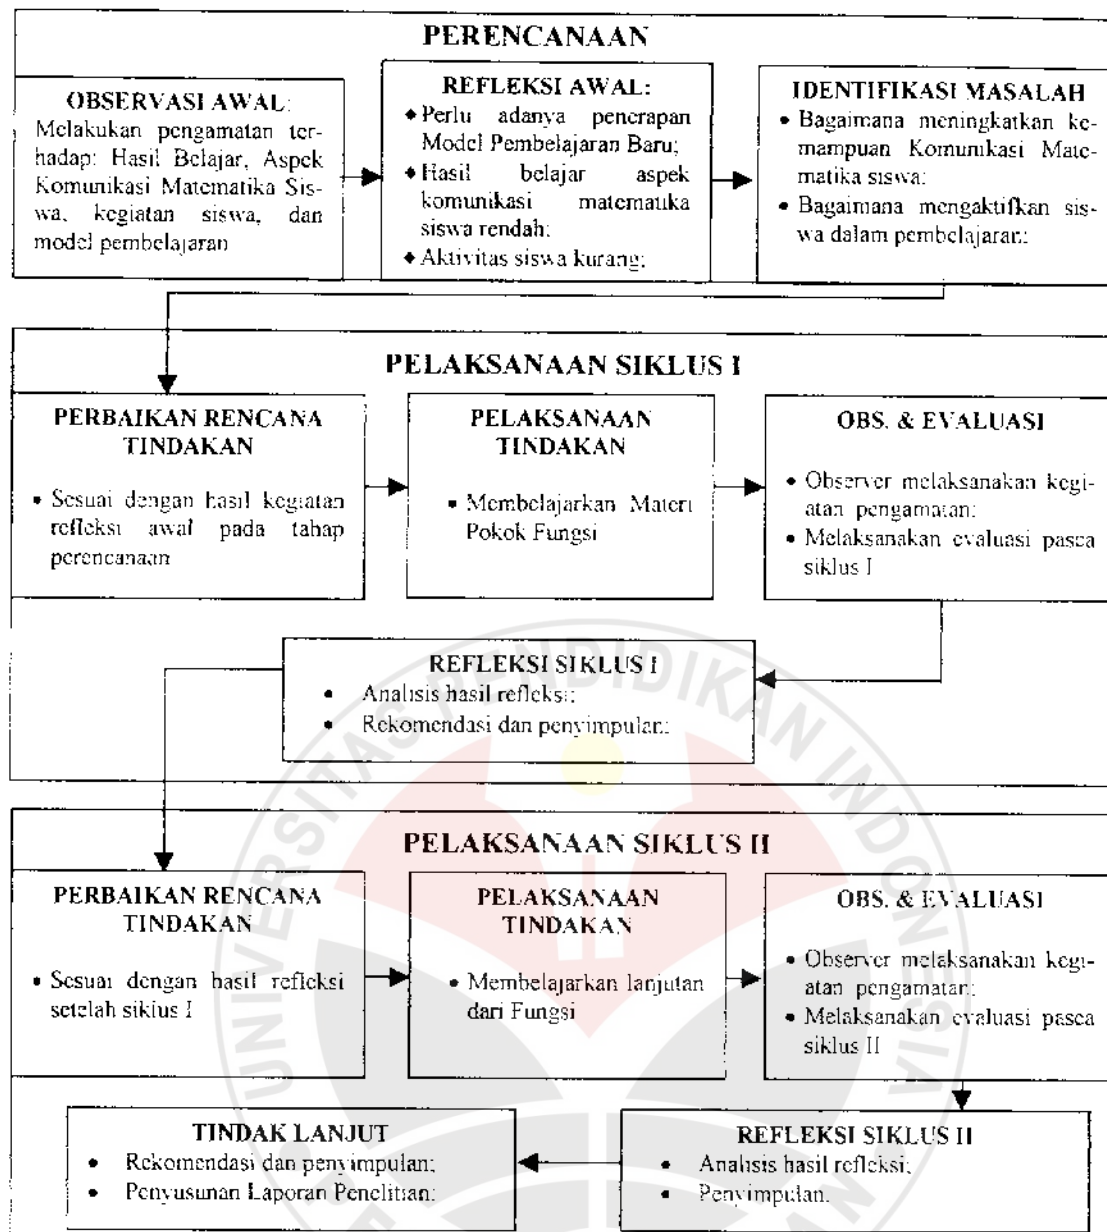 PERENCANAAN
OBSERVASI AWAL:
Melakukan pengamatan ter-
hadap: Hasil Belajar, Aspek
Komunikasi Matematika Sis-
wa, kegiatan siswa, dan
model pembelajaran
REFLEKSI AWAL:
◆ Perlu adanya penerapan
Model Pembelajaran Baru;
◆ Hasil belajar aspek
komunikasi matematika
siswa rendah;
◆ Aktivitas siswa kurang;
IDENTIFIKASI MASALAH
• Bagaimana meningkatkan ke-
mampuan Komunikasi Mate-
matika siswa;
• Bagaimana mengaktifkan sis-
wa dalam pembelajaran;
PELAKSANAAN SIKLUS I
PERBAIKAN RENCANA
TINDAKAN
• Sesuai dengan hasil kegiatan
refleksi awal pada tahap
perencanaan
PELAKSANAAN
TINDAKAN
• Membelajarkan Materi
Pokok Fungsi
OBS. & EVALUASI
• Observer melaksanakan kegi-
atan pengamatan;
• Melaksanakan evaluasi pasca
siklus I
REFLEKSI SIKLUS I
• Analisis hasil refleksi;
• Rekomendasi dan penyimpulan;
PELAKSANAAN SIKLUS II
PERBAIKAN RENCANA
TINDAKAN
• Sesuai dengan hasil refleksi
setelah siklus I
PELAKSANAAN
TINDAKAN
• Membelajarkan lanjutan
dari Fungsi
OBS. & EVALUASI
• Observer melaksanakan kegi-
atan pengamatan;
• Melaksanakan evaluasi pasca
siklus II
TINDAK LANJUT
• Rekomendasi dan penyimpulan;
• Penyusunan Laporan Penelitian;
REFLEKSI SIKLUS II
• Analisis hasil refleksi;
• Penyimpulan.
UNIVERSITAS PENDIDIKAN INDONESIA